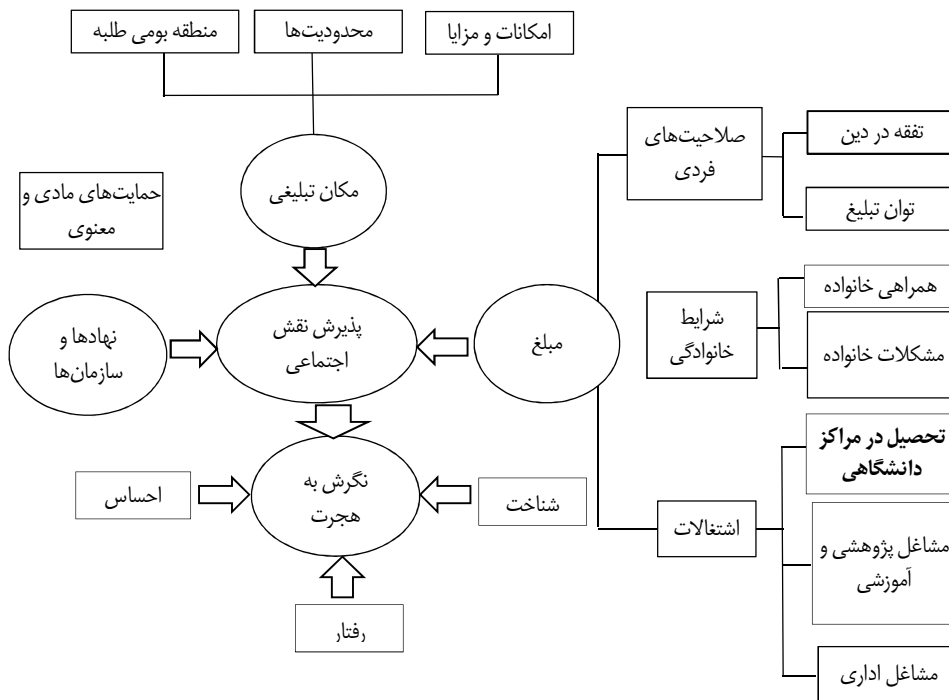 امکانات و مزایا
محدودیت‌ها
منطقه بومی طلبه
مکان تبلیغی
حمایت‌های مادی و
معنوی
صلاحیت‌های
فردی
تفقه در دین
توان تبلیغ
شرایط
خانوادگی
همراهی خانواده
مشکلات خانواده
مبلغ
پذیرش نقش
اجتماعی
نهادها و
سازمان‌ها
اشتغالات
تحصیل در مراکز
دانشگاهی
مشاغل پژوهشی و
آموزشی
مشاغل اداری
نگرش به
هجرت
شناخت
احساس
رفتار